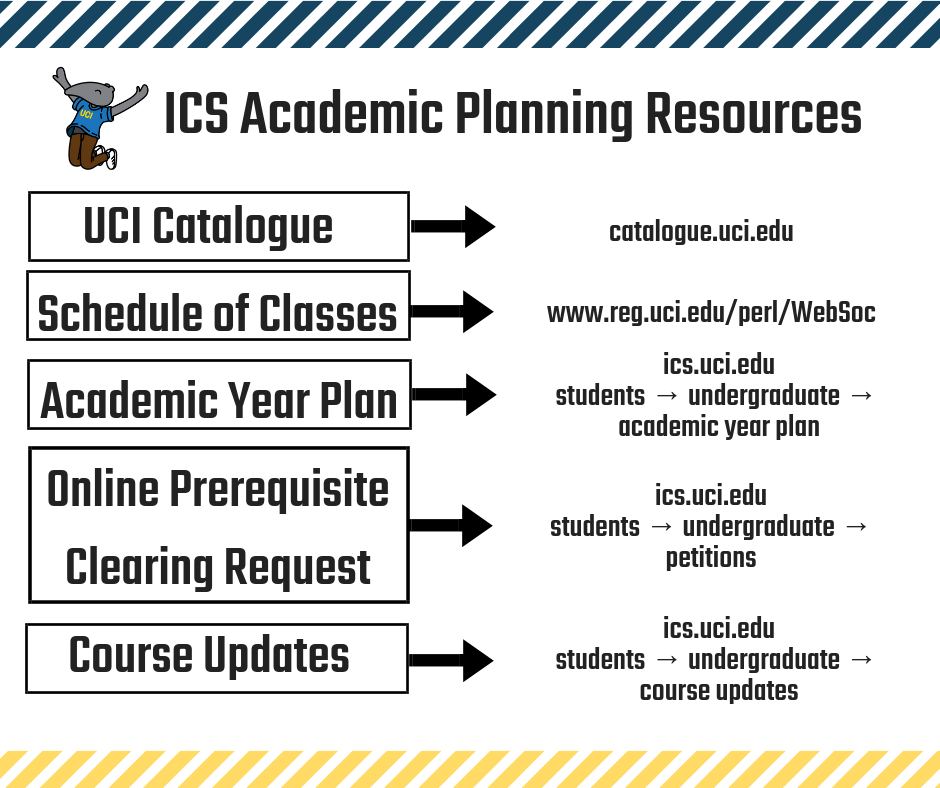 UCI
ICS Academic Planning Resources
UCI Catalogue
catalogue.uci.edu
Schedule of Classes
www.reg.uci.edu/perl/WebSoc
Academic Year Plan
ics.uci.edu
students → undergraduate →
academic year plan
Online Prerequisite
Clearing Request
ics.uci.edu
students → undergraduate →
petitions
Course Updates
ics.uci.edu
students → undergraduate →
course updates